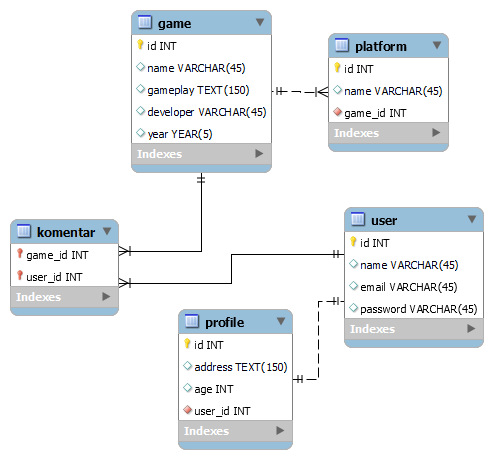 game
id INT
name VARCHAR(45)
gameplay TEXT(150)
developer VARCHAR(45)
year YEAR(5)
Indexes
platform
id INT
name VARCHAR(45)
game_id INT
Indexes
komentar
game_id INT
user_id INT
Indexes
user
id INT
name VARCHAR(45)
email VARCHAR(45)
password VARCHAR(45)
Indexes
profile
id INT
address TEXT(150)
age INT
user_id INT
Indexes